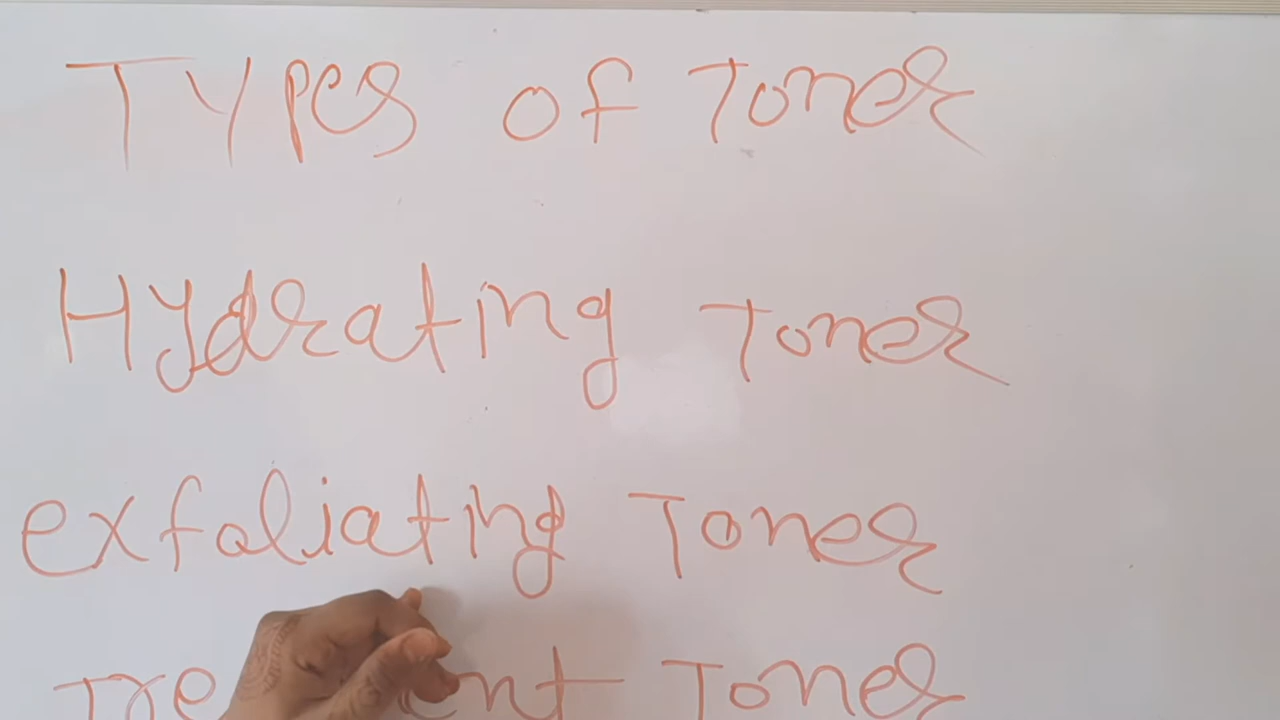 Types of Toner
Hydrating Toner
exfoliating Toner
Toner